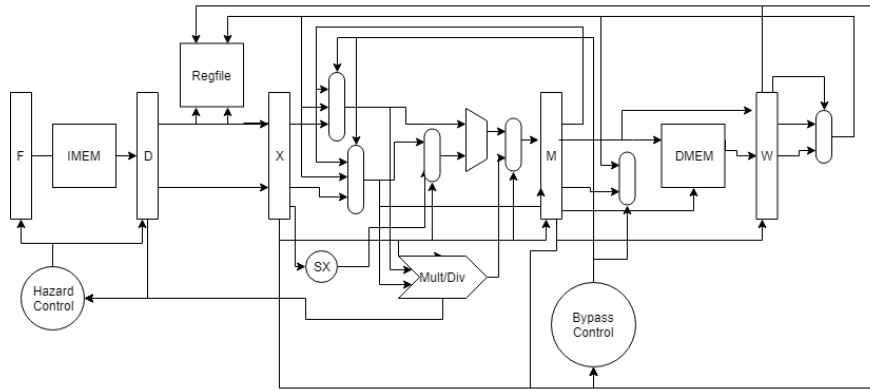 Regfile
F
IMEM
D
X
M
DMEM
W
SX
Mult/Div
Hazard
Control
Bypass
Control